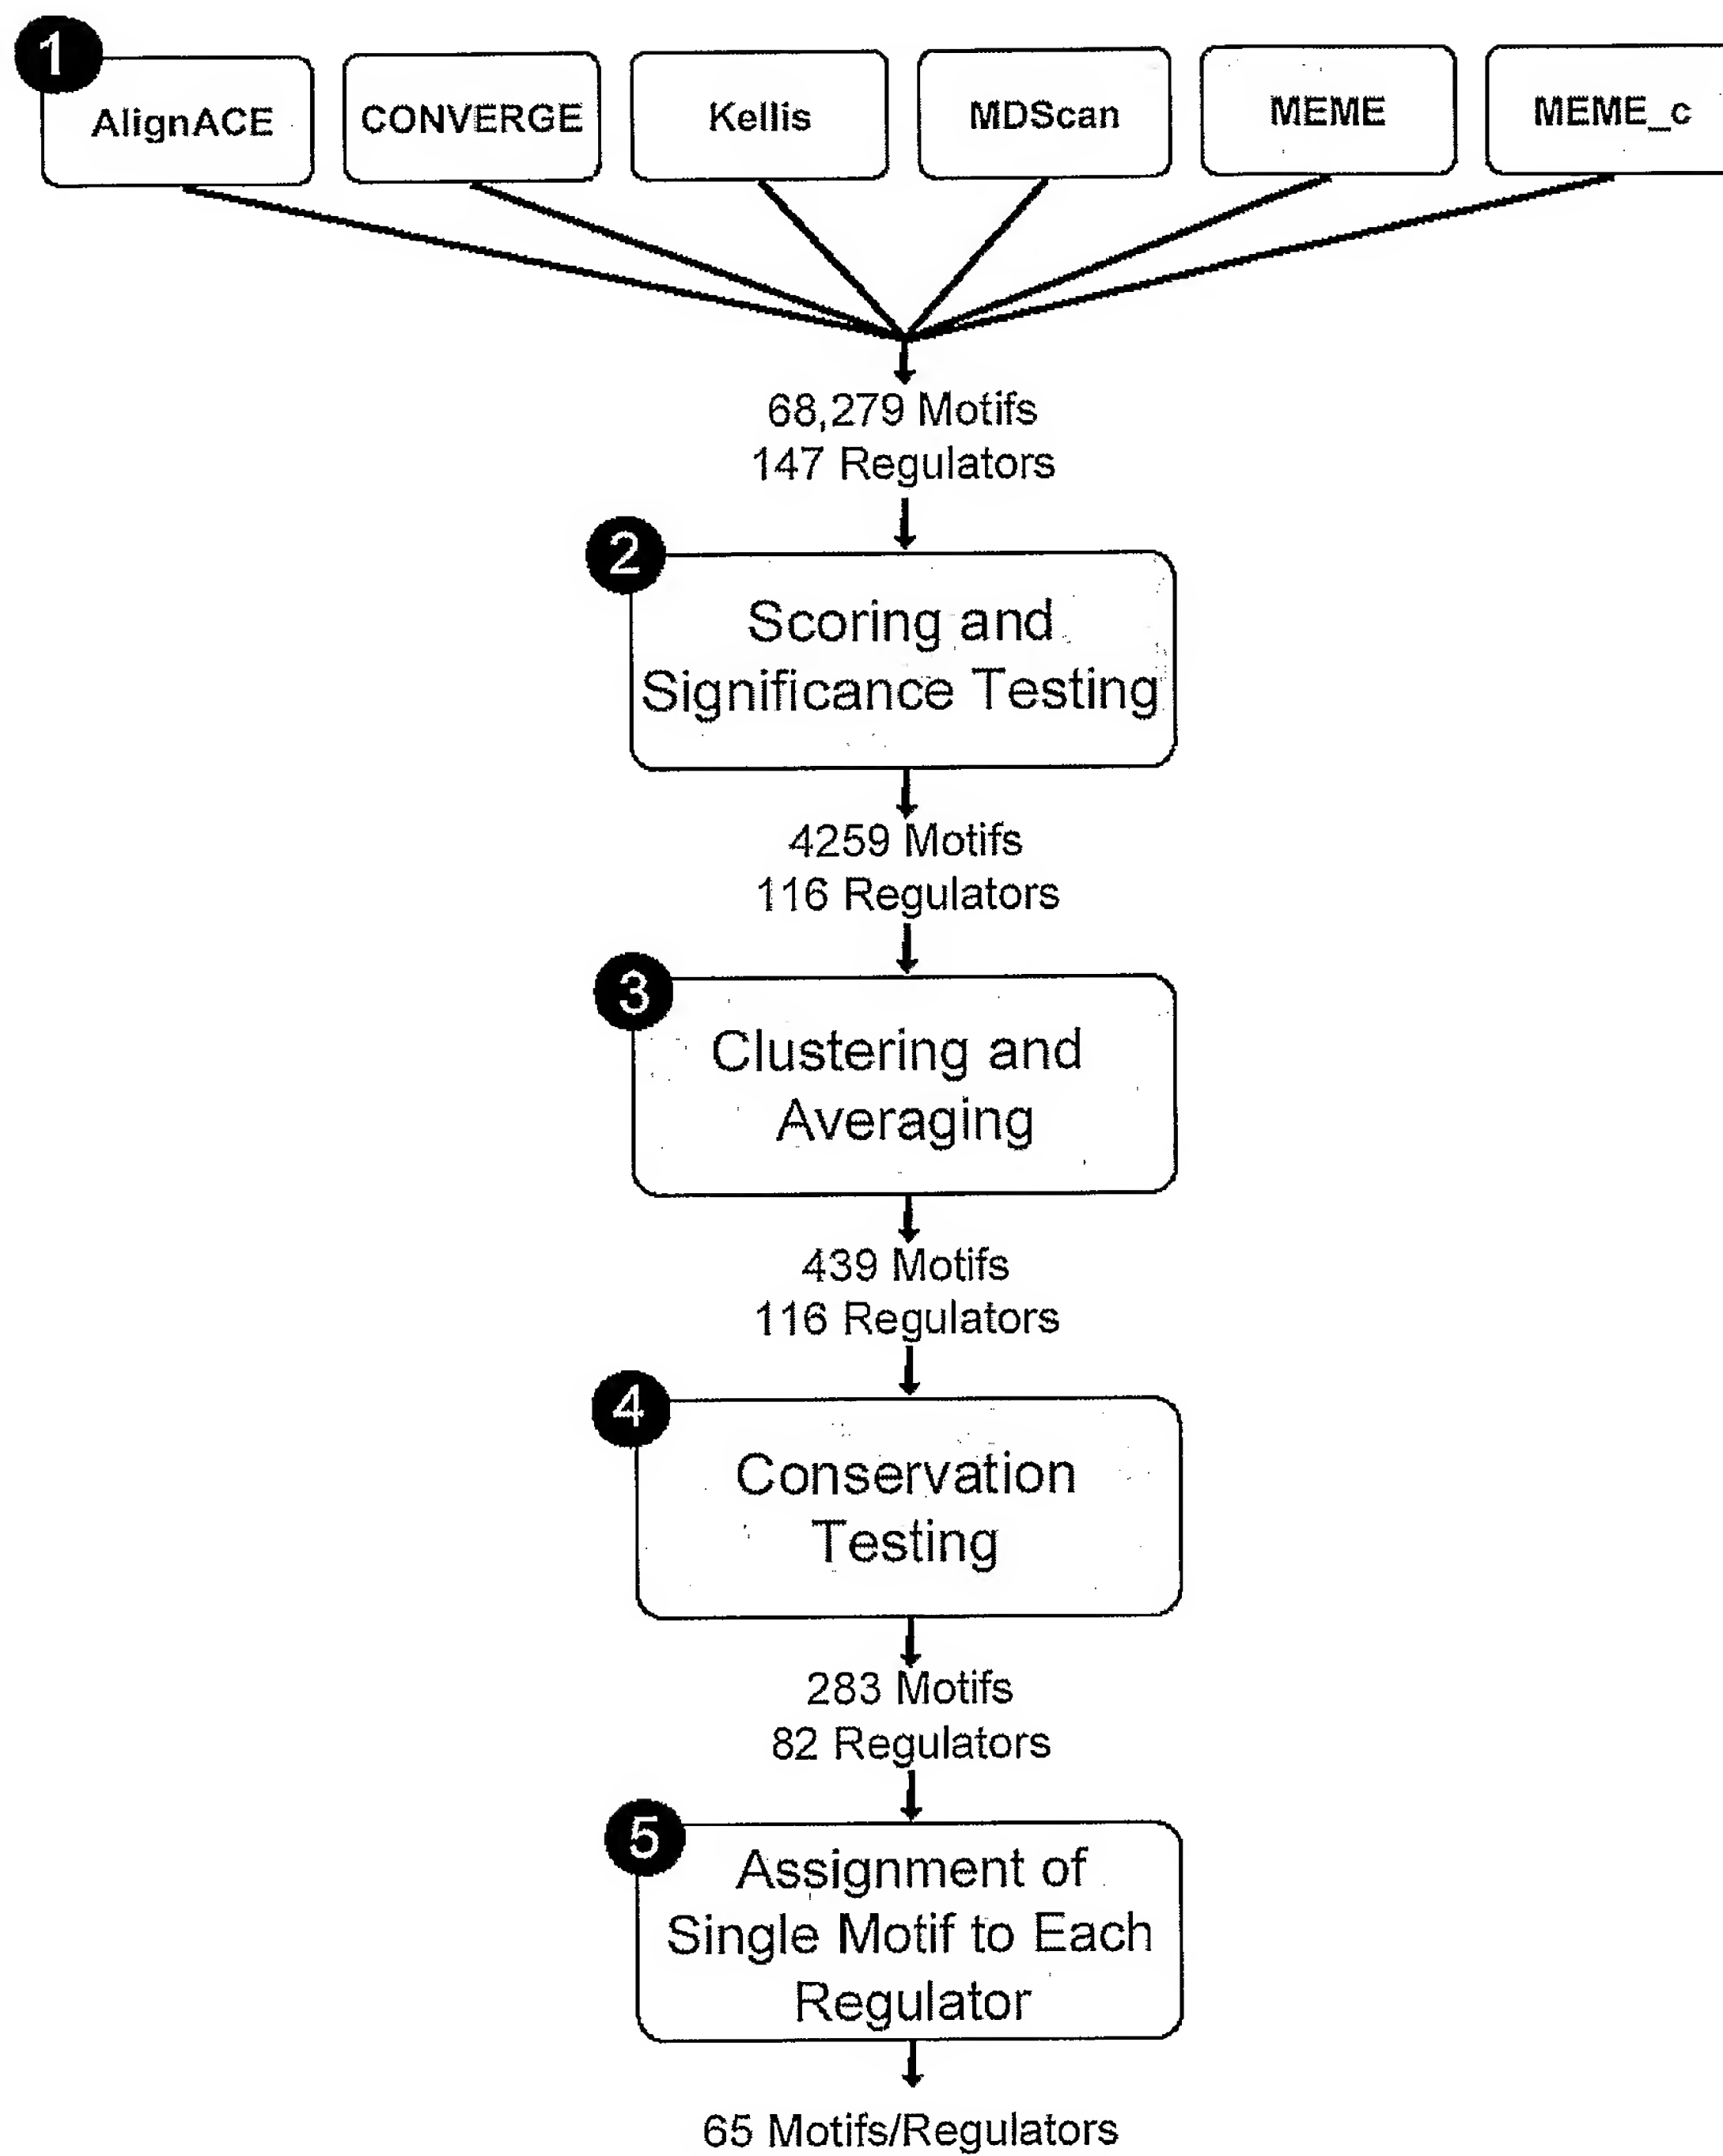 1
AlignACE CONVERGE Kellis MDScan MEME MEME_c
68,279 Motifs
147 Regulators
2
Scoring and
Significance Testing
4259 Motifs
116 Regulators
3
Clustering and
Averaging
439 Motifs
116 Regulators
4
Conservation
Testing
283 Motifs
82 Regulators
5
Assignment of
Single Motif to Each
Regulator
65 Motifs/Regulators